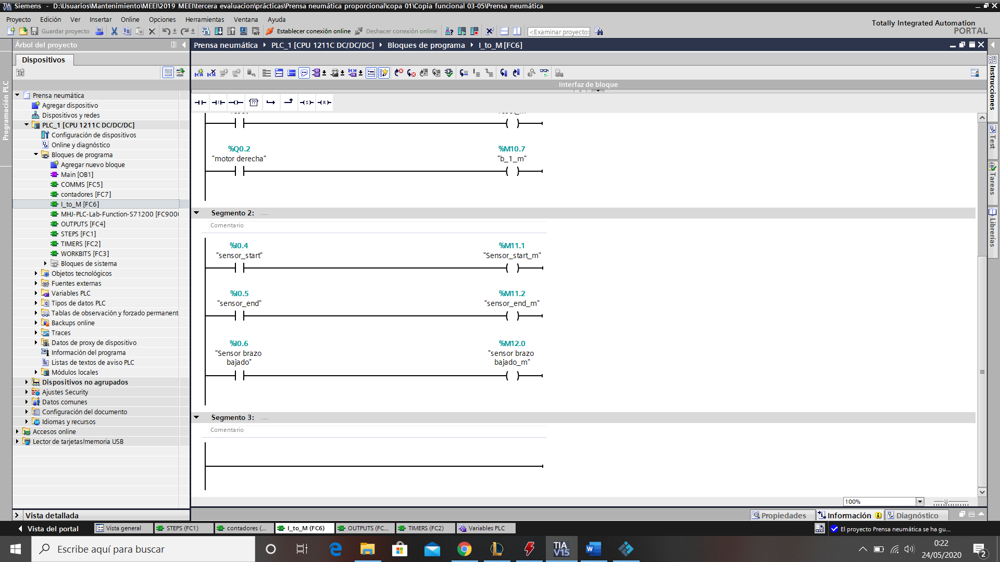 Siemens - D:\Usuarios\Mantenimiento\MEEI\2019 MEEI\tercera evaluacion\prácticas\Prensa neumática proporcional\copa 01\Copia funcional 03-05\Prensa neumática
Proyecto Edición Ver Insertar Online Opciones Herramientas Ventana Ayuda
Totally Integrated Automation
PORTAL
Guardar proyecto Establecer conexión online Deshacer conexión online <Examinar proyecto>
Árbol del proyecto
Prensa neumática PLC_1 [CPU 1211C DC/DC/DC] Bloques de programa I_to_M [FC6]
Dispositivos
Programación PLC
Interfaz de bloque
Prensa neumática
Agregar dispositivo
Dispositivos y redes
PLC_1 [CPU 1211C DC/DC/DC]
Configuración de dispositivos
Online y diagnóstico
Bloques de programa
Agregar nuevo bloque
Main [OB1]
COMMS [FC5]
contadores [FC7]
I_to_M [FC6]
MHJ-PLC-Lab-Function-S71200 [FC900
OUTPUTS [FC4]
STEPS [FC1]
TIMERS [FC2]
WORKBITS [FC3]
Bloques de sistema
Objetos tecnológicos
Fuentes externas
Variables PLC
Tipos de datos PLC
Tablas de observación y forzado permanent
Backups online
Traces
Datos de proxy de dispositivo
Información del programa
Listas de textos de aviso PLC
Módulos locales
Dispositivos no agrupados
Ajustes Security
Datos comunes
Configuración del documento
Idiomas y recursos
Accesos online
Lector de tarjetas/memoria USB
%Q0.2 %M10.7
"motor derecha" "b_1_m"
Segmento 2: .....
Comentario
%I0.4 %M11.1
"sensor_start" "Sensor_start_m"
%I0.5 %M11.2
"sensor_end" "sensor_end_m"
%I0.6 %M12.0
"Sensor brazo "sensor brazo
bajado" bajado_m"
Segmento 3: .....
Comentario
100%
Instrucciones
Test
Tareas
Librerías
Vista detallada
Propiedades Información Diagnóstico
Vista del portal Vista general STEPS (FC1) contadores (... I_to_M (FC6) OUTPUTS (FC... TIMERS (FC2) Variables PLC El proyecto Prensa neumática se ha gu...
Escribe aquí para buscar
TIA
V15
0:22
24/05/2020
2